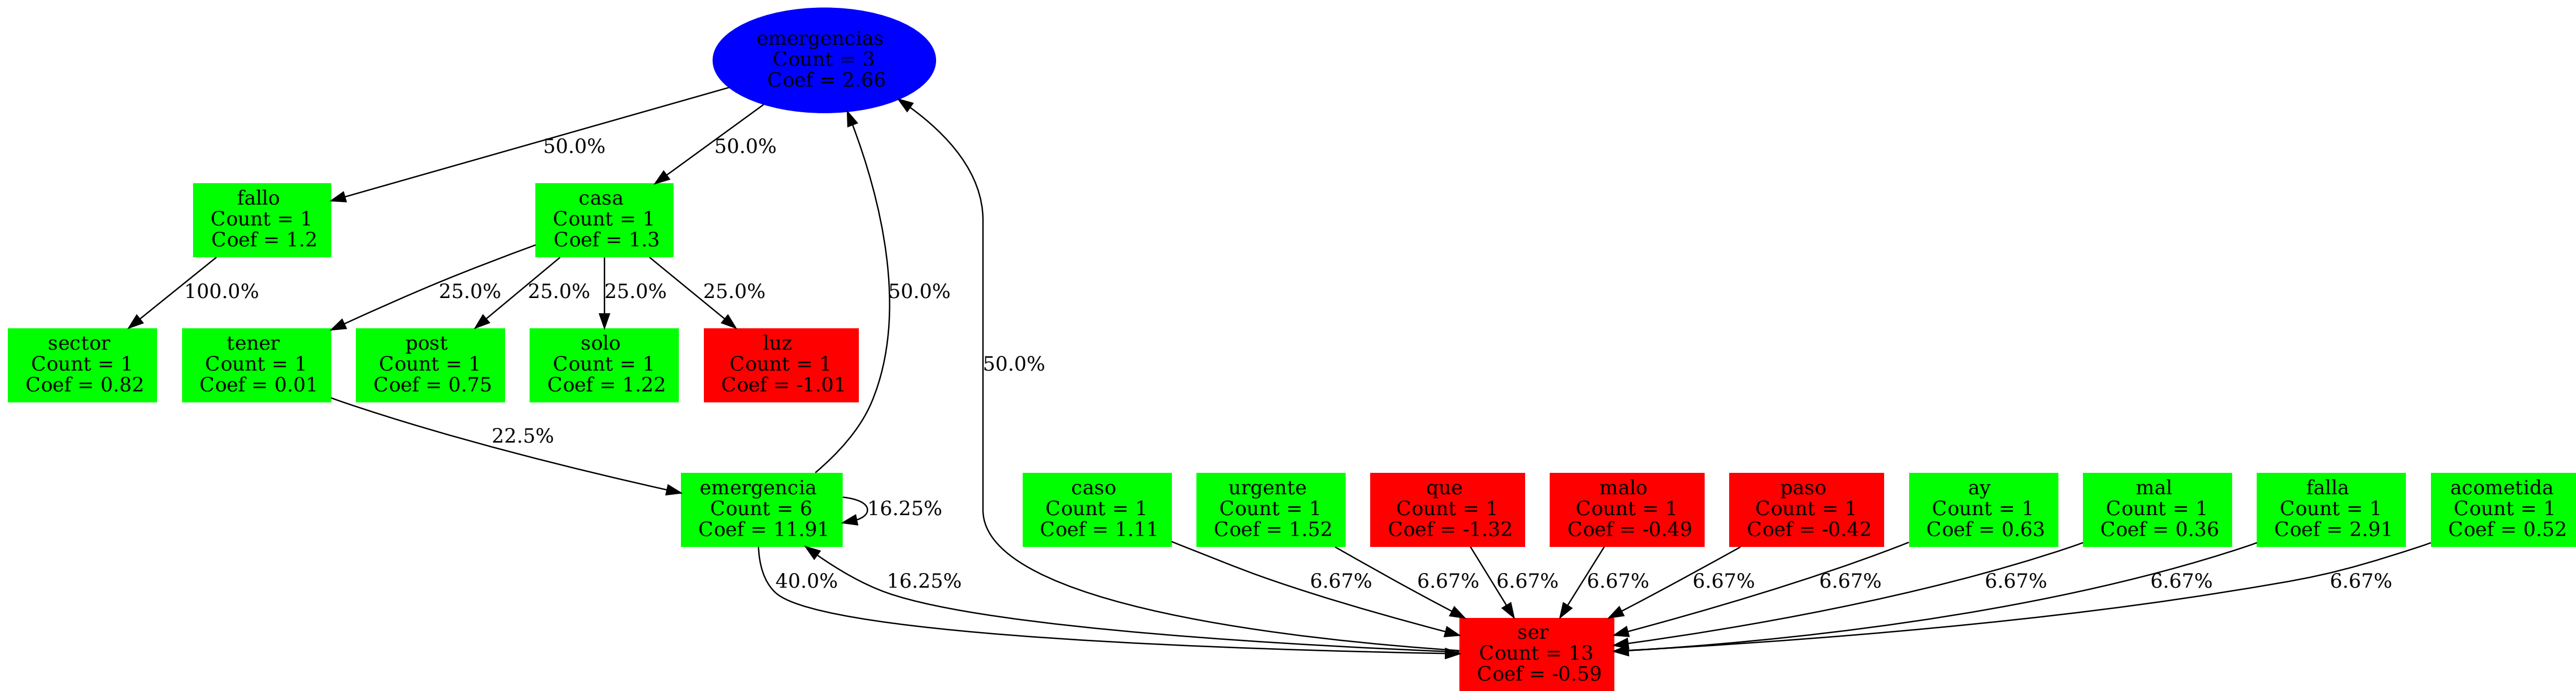 emergencias
Count = 3
Coef = 2.66
50.0%
50.0%
fallo
Count = 1
Coef = 1.2
casa
Count = 1
Coef = 1.3
100.0%
25.0%
25.0%
25.0%
25.0%
50.0%
sector
Count = 1
Coef = 0.82
tener
Count = 1
Coef = 0.01
post
Count = 1
Coef = 0.75
solo
Count = 1
Coef = 1.22
luz
Count = 1
Coef = -1.01
50.0%
22.5%
emergencia
Count = 6
Coef = 11.91
16.25%
caso
Count = 1
Coef = 1.11
urgente
Count = 1
Coef = 1.52
que
Count = 1
Coef = -1.32
malo
Count = 1
Coef = -0.49
paso
Count = 1
Coef = -0.42
ay
Count = 1
Coef = 0.63
mal
Count = 1
Coef = 0.36
falla
Count = 1
Coef = 2.91
acometida
Count = 1
Coef = 0.52
40.0%
16.25%
6.67%
6.67%
6.67%
6.67%
6.67%
6.67%
6.67%
6.67%
6.67%
ser
Count = 13
Coef = -0.59